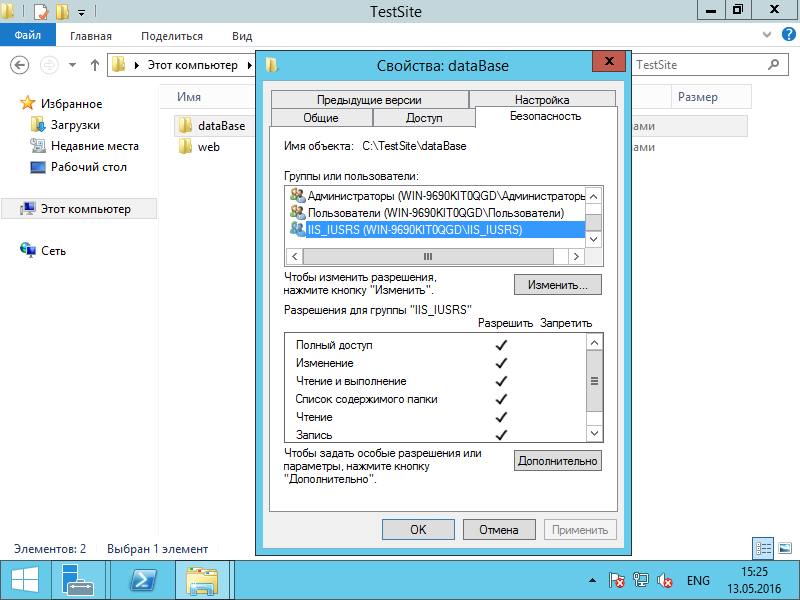 TestSite
Файл
Главная
Поделиться
Вид
Этот компьютер
TestSite
Избранное
Загрузки
Недавние места
Рабочий стол
Этот компьютер
Сеть
Имя
Размер
dataBase
web
Свойства: dataBase
Предыдущие версии
Настройка
Общие
Доступ
Безопасность
Имя объекта: C:\TestSite\dataBase
Группы или пользователи:
Администраторы (WIN-9690KIT0QGD\Администраторы
Пользователи (WIN-9690KIT0QGD\Пользователи)
IIS_IUSRS (WIN-9690KIT0QGD\IIS_IUSRS)
Чтобы изменить разрешения,
нажмите кнопку "Изменить".
Изменить...
Разрешения для группы "IIS_IUSRS"
Разрешить Запретить
Полный доступ
Изменение
Чтение и выполнение
Список содержимого папки
Чтение
Запись
Чтобы задать особые разрешения или
параметры, нажмите кнопку
"Дополнительно".
Дополнительно
OK
Отмена
Применить
Элементов: 2
Выбран 1 элемент
ENG
15:25
13.05.2016